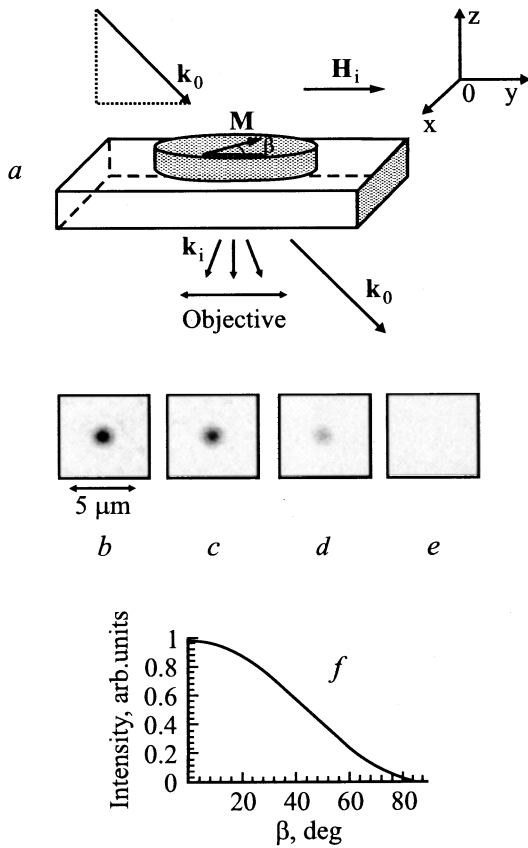 z
k₀
Hᵢ
0
y
x
M
β
a
kᵢ
k₀
Objective
5 μm
b
c
d
e
Intensity, arb.units
1
0.8
0.6
0.4
0.2
0
f
20
40
60
80
β, deg